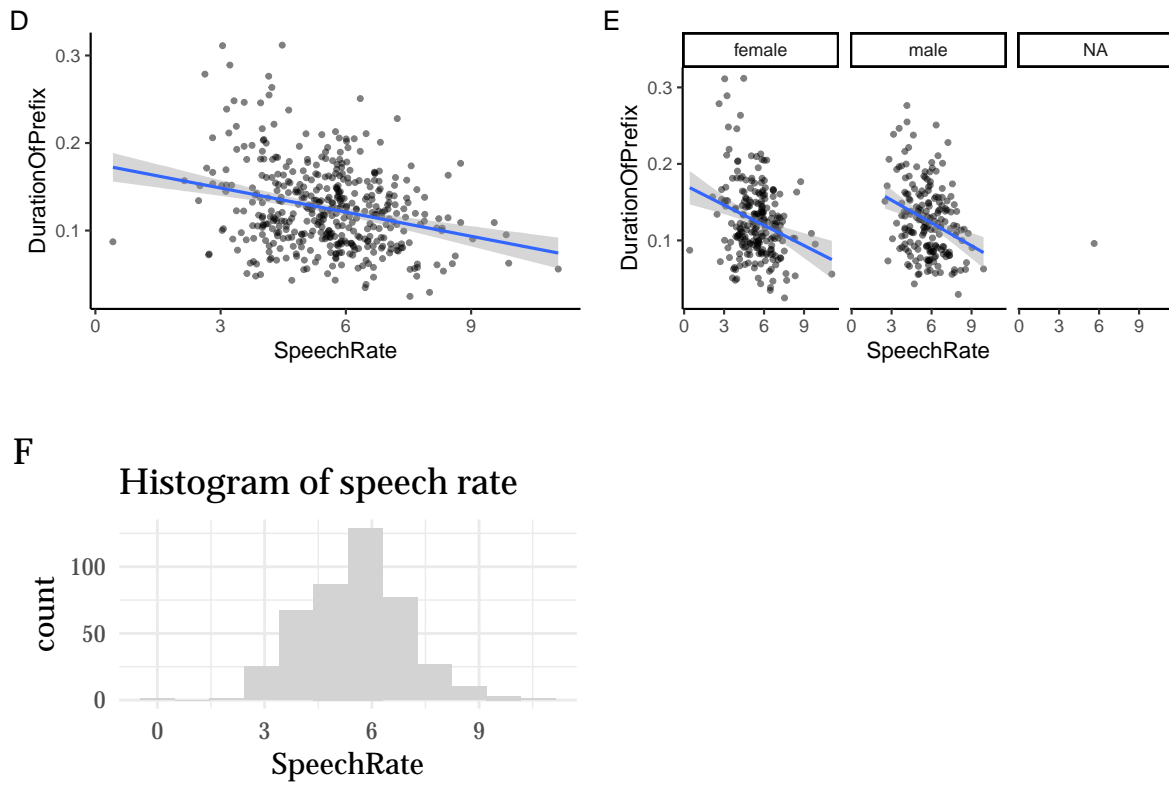 D
0.3
0.2
0.1
DurationOfPrefix
0 3 6 9
SpeechRate
E
female male NA
0.3
0.2
0.1
DurationOfPrefix
0 3 6 9 0 3 6 9 0 3 6 9
SpeechRate
F
Histogram of speech rate
100
50
0
count
0 3 6 9
SpeechRate